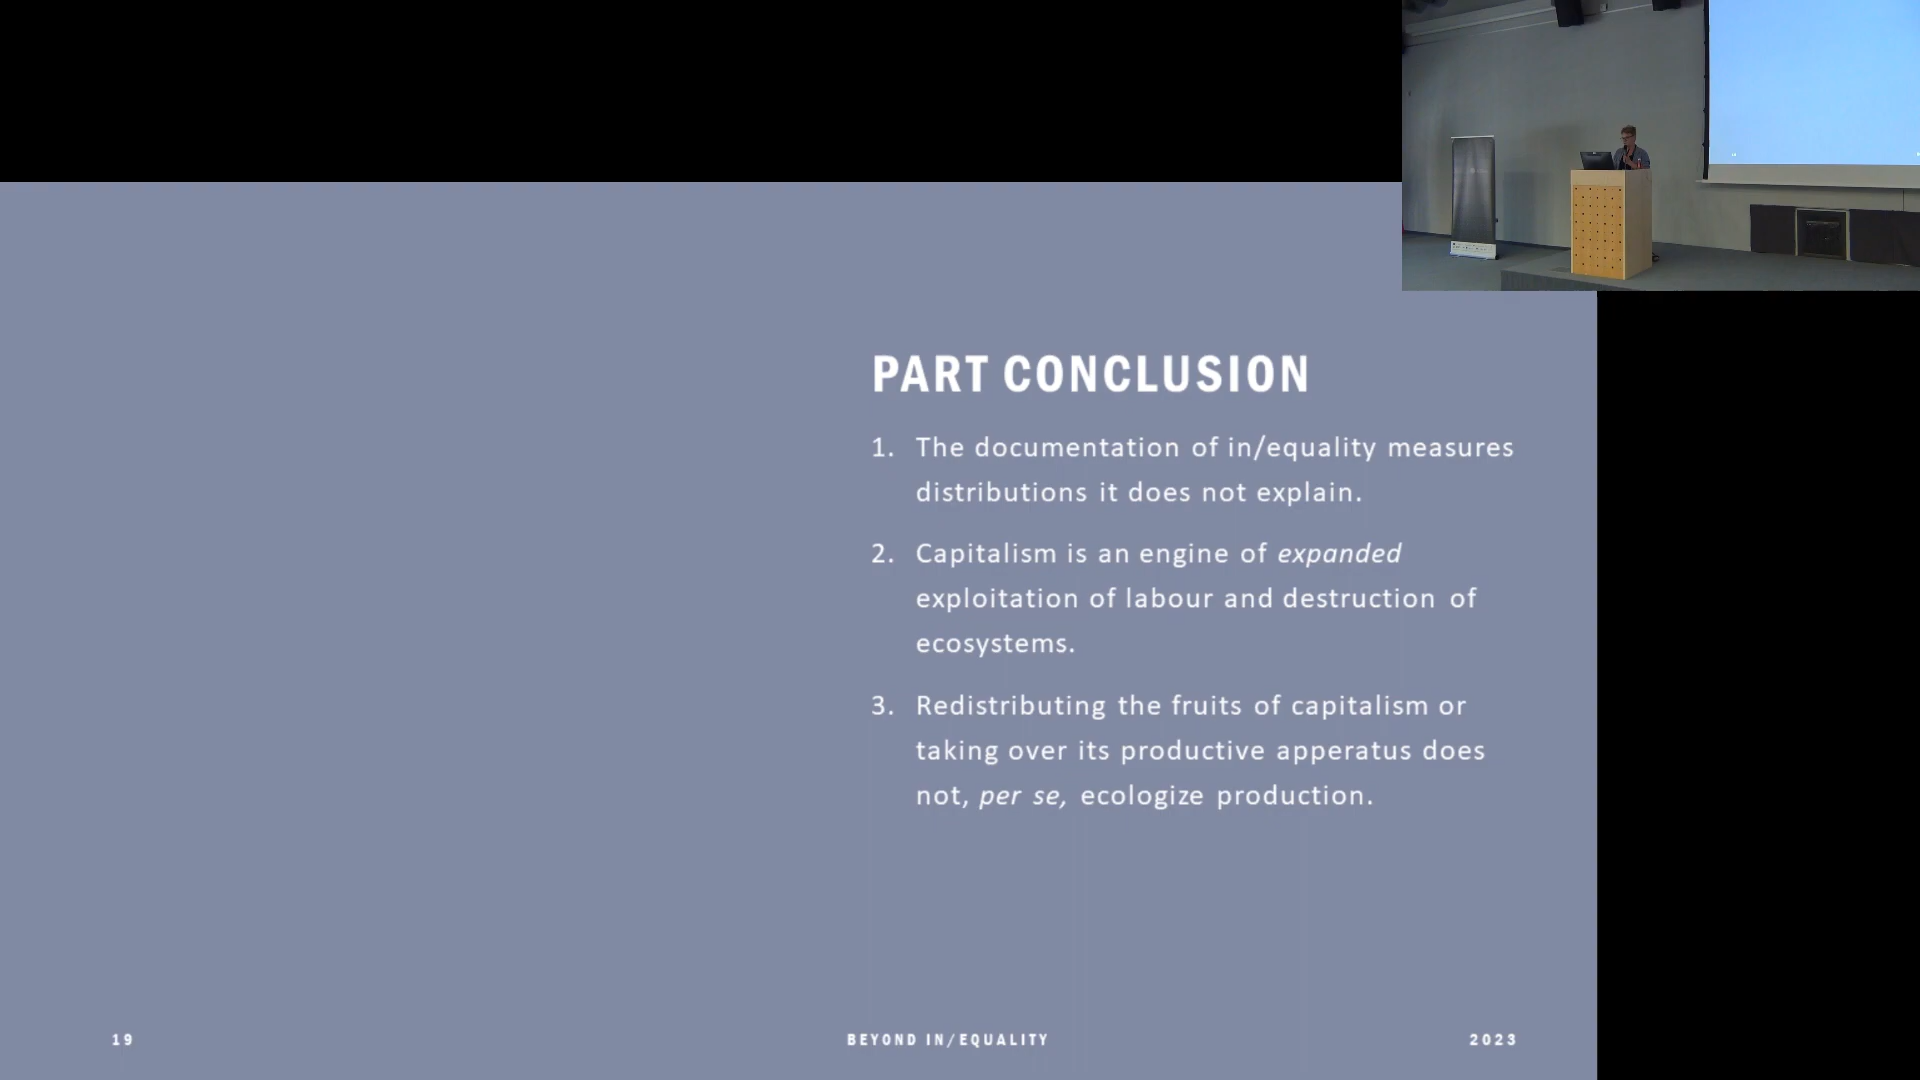 PART CONCLUSION
1. The documentation of in/equality measures
distributions it does not explain.
2. Capitalism is an engine of expanded
exploitation of labour and destruction of
ecosystems.
3. Redistributing the fruits of capitalism or
taking over its productive apperatus does
not, per se, ecologize production.
19
BEYOND IN/EQUALITY
2023